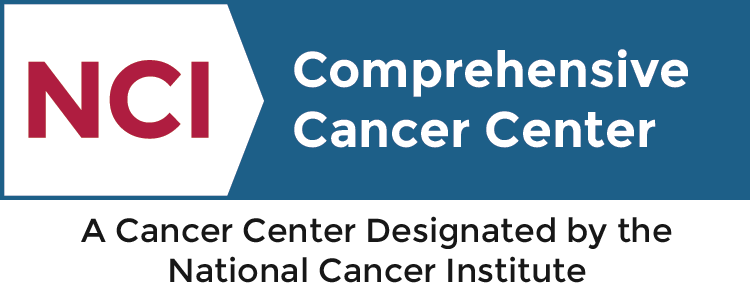 NCI
Comprehensive
Cancer Center
A Cancer Center Designated by the
National Cancer Institute